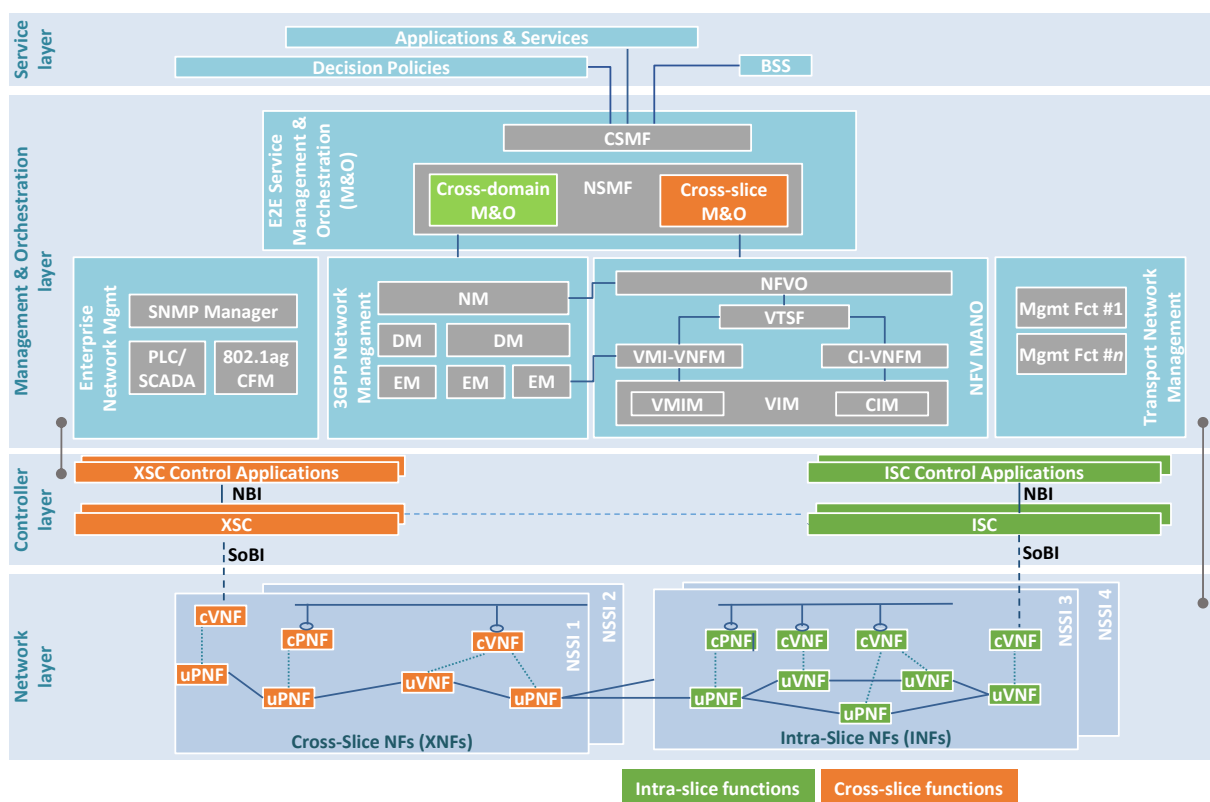 Service
layer
Applications & Services
Decision Policies
BSS
Management & Orchestration
layer
E2E Service
Management &
Orchestration
(M&O)
CSMF
NSMF
Cross-domain
M&O
Cross-slice
M&O
Enterprise
Network Mgmt
SNMP Manager
PLC/
SCADA
802.1ag
CFM
3GPP Network
Managament
NM
DM
DM
EM
EM
EM
NFVO
VTSF
VMI-VNFM
CI-VNFM
VMIM
VIM
CIM
NFV MANO
Mgmt Fct #1
Mgmt Fct #n
Transport Network
Management
Controller
layer
XSC Control Applications
NBI
XSC
SoBI
ISC Control Applications
NBI
ISC
SoBI
Network
layer
cVNF
cPNF
cVNF
uPNF
uPNF
uVNF
uPNF
NSSI 1
NSSI 2
Cross-Slice NFs (XNFs)
cPNF
cVNF
cVNF
cVNF
uPNF
uVNF
uPNF
uVNF
uVNF
NSSI 3
NSSI 4
Intra-Slice NFs (INFs)
Intra-slice functions
Cross-slice functions